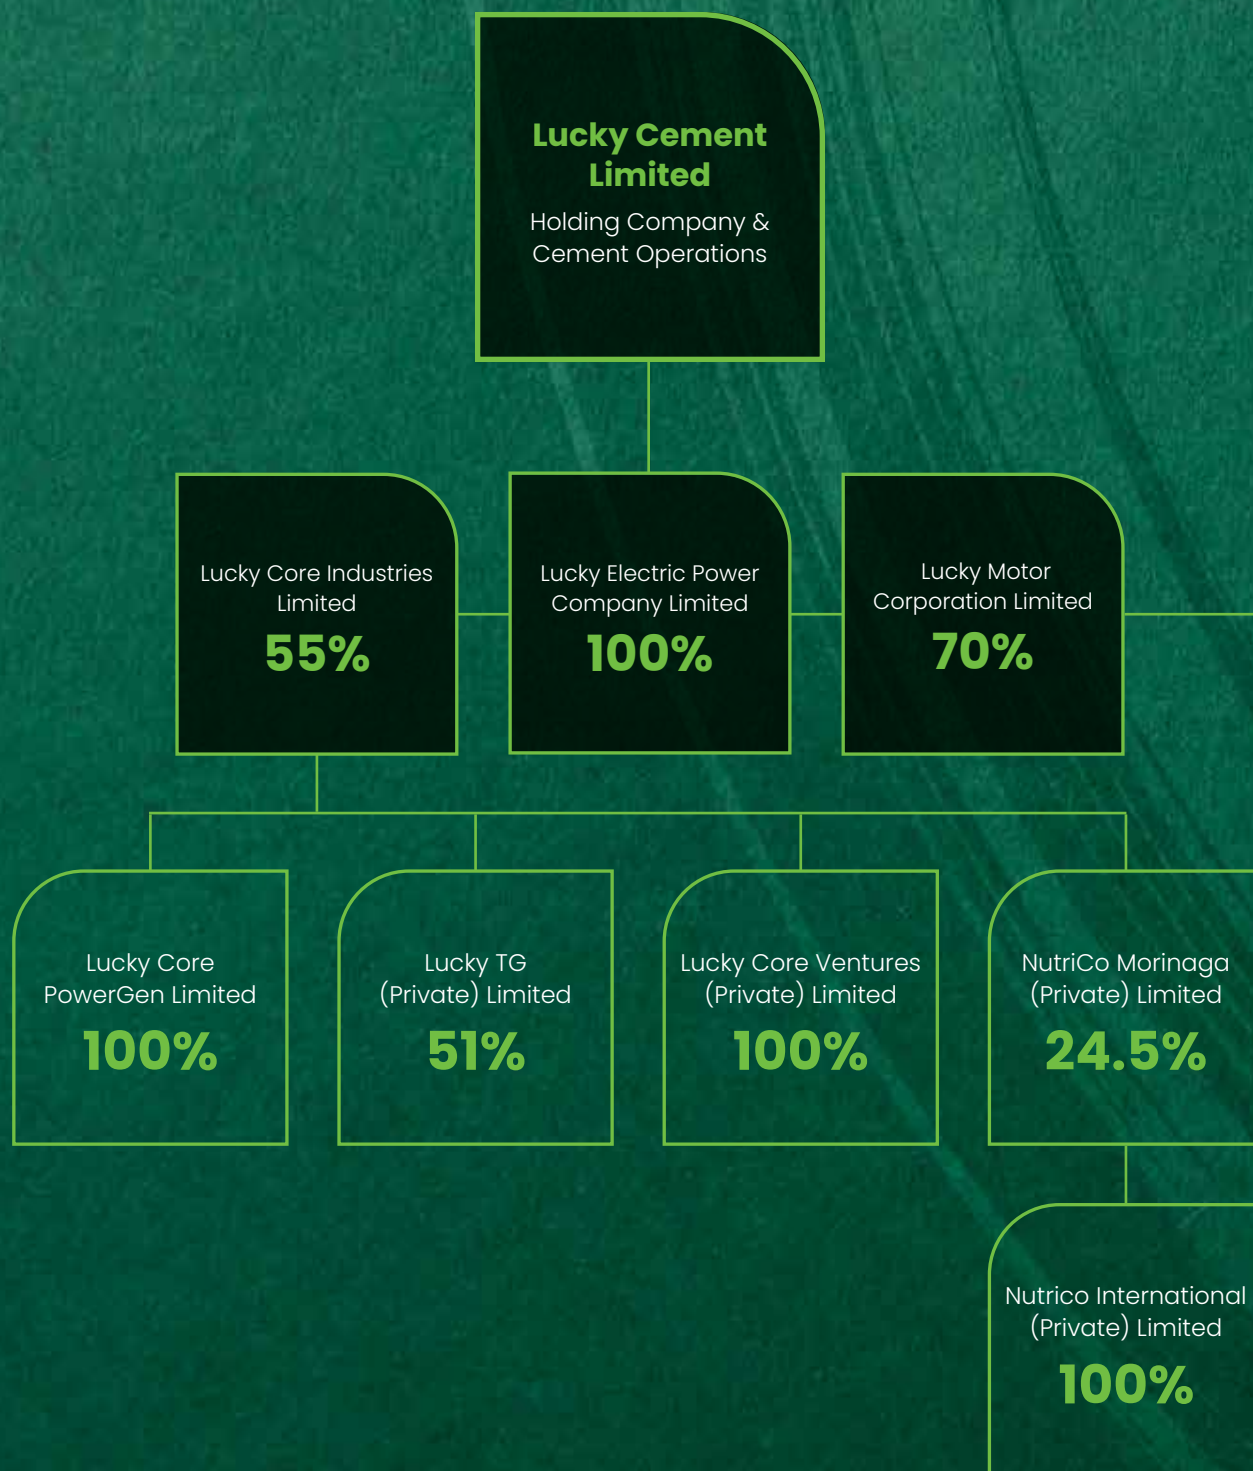 Lucky Cement
Limited
Holding Company &
Cement Operations
Lucky Core Industries
Limited
55%
Lucky Electric Power
Company Limited
100%
Lucky Motor
Corporation Limited
70%
Lucky Core
PowerGen Limited
100%
Lucky TG
(Private) Limited
51%
Lucky Core Ventures
(Private) Limited
100%
NutriCo Morinaga
(Private) Limited
24.5%
Nutrico International
(Private) Limited
100%